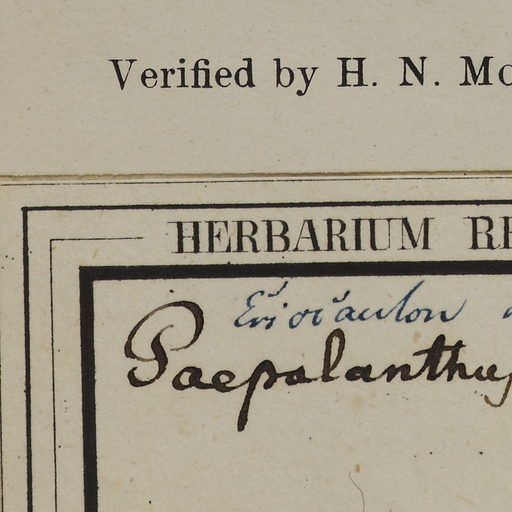 Verified by H. N. Mo
HERBARIUM RE
Eriocaulon
Paepalanthus